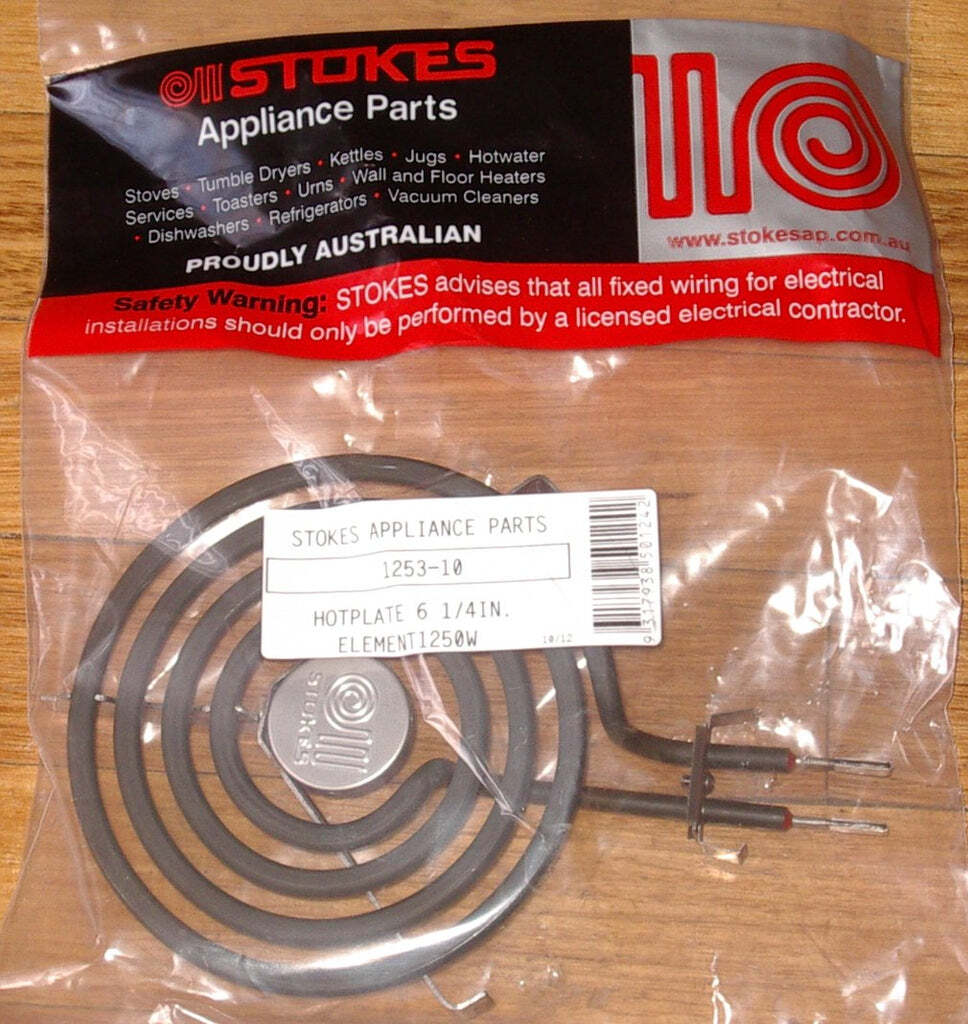 STOKES
Appliance Parts
Stoves • Tumble Dryers • Kettles • Jugs • Hotwater
Services • Toasters • Urns • Wall and Floor Heaters
• Dishwashers • Refrigerators • Vacuum Cleaners
PROUDLY AUSTRALIAN
www.stokesap.com.au
Safety Warning: STOKES advises that all fixed wiring for electrical
installations should only be performed by a licensed electrical contractor.
STOKES APPLIANCE PARTS
1253-10
HOTPLATE 6 1/4IN.
ELEMENT1250W
10/12
9317938501242
STOKES